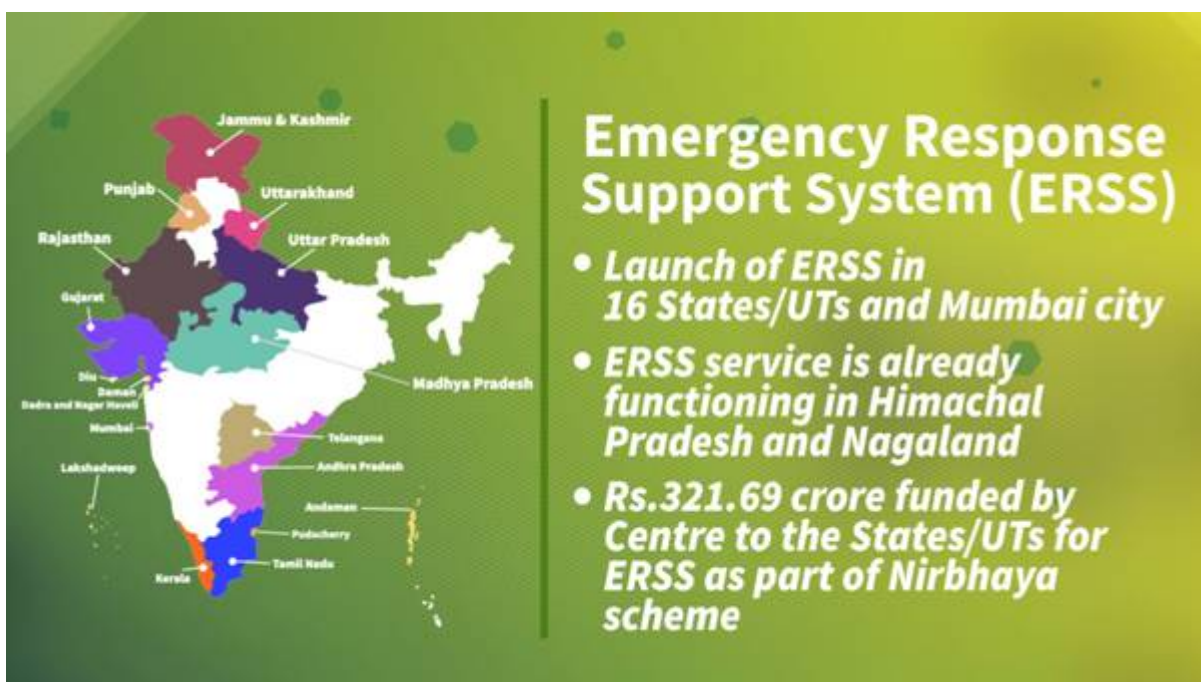 Jammu & Kashmir
Punjab
Uttarakhand
Rajasthan
Uttar Pradesh
Gujarat
Diu
Daman
Dadra and Nagar Haveli
Madhya Pradesh
Mumbai
Telangana
Lakshadweep
Andhra Pradesh
Andaman
Puducherry
Kerala
Tamil Nadu
Emergency Response
Support System (ERSS)
• Launch of ERSS in
16 States/UTs and Mumbai city
• ERSS service is already
functioning in Himachal
Pradesh and Nagaland
• Rs.321.69 crore funded by
Centre to the States/UTs for
ERSS as part of Nirbhaya
scheme